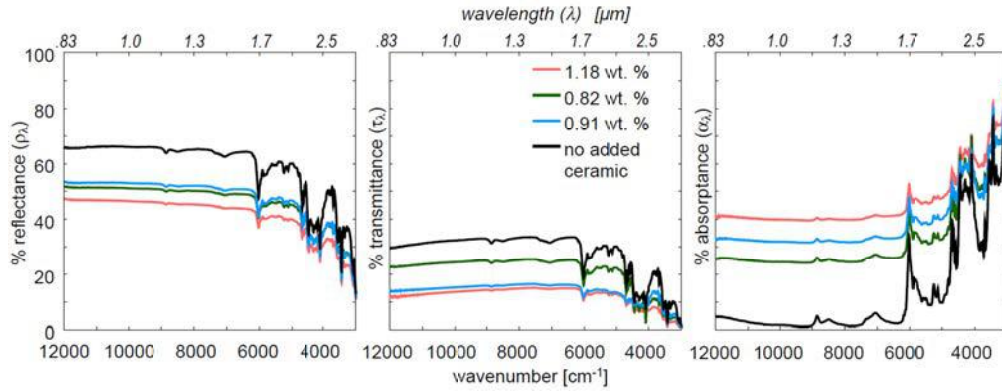 wavelength (λ) [µm]
.83 1.0 1.3 1.7 2.5 .83 1.0 1.3 1.7 2.5 .83 1.0 1.3 1.7 2.5
100
80
60
40
20
0
% reflectance (ρλ)
% transmittance (τλ)
1.18 wt. %
0.82 wt. %
0.91 wt. %
no added
ceramic
% absorptance (αλ)
12000 10000 8000 6000 4000 12000 10000 8000 6000 4000 12000 10000 8000 6000 4000
wavenumber [cm⁻¹]